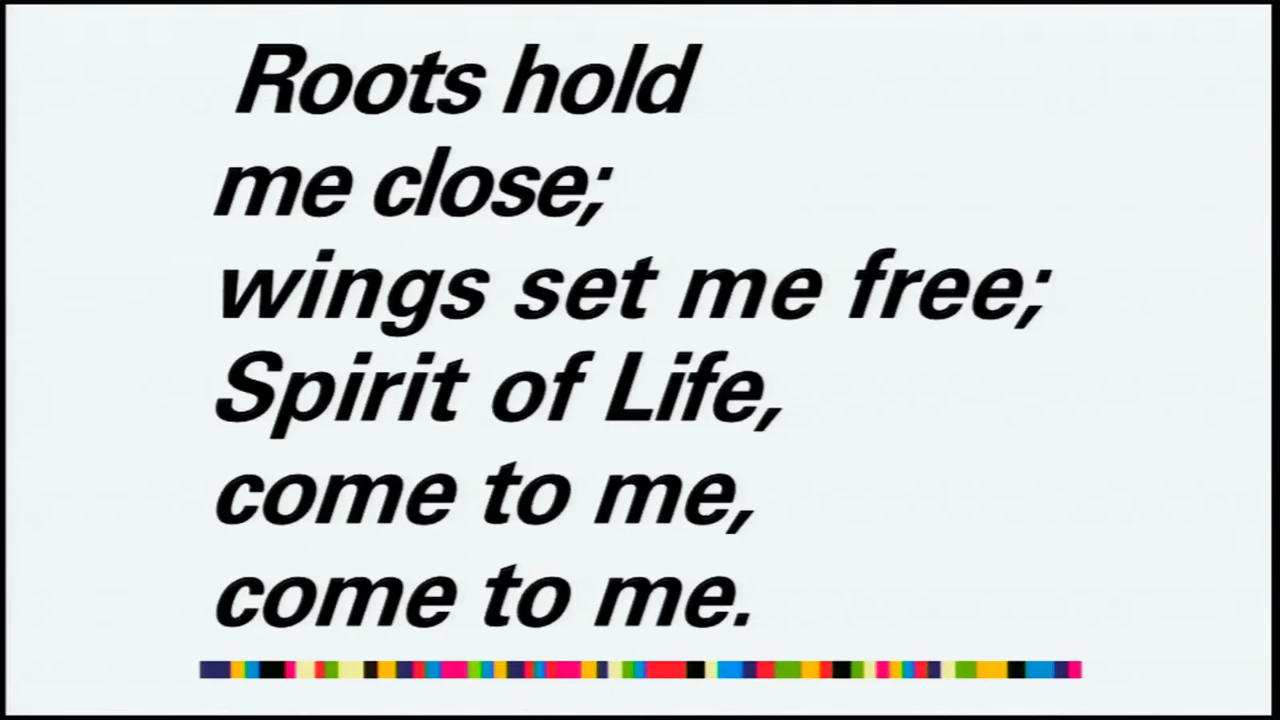 Roots hold
me close;
wings set me free;
Spirit of Life,
come to me,
come to me.